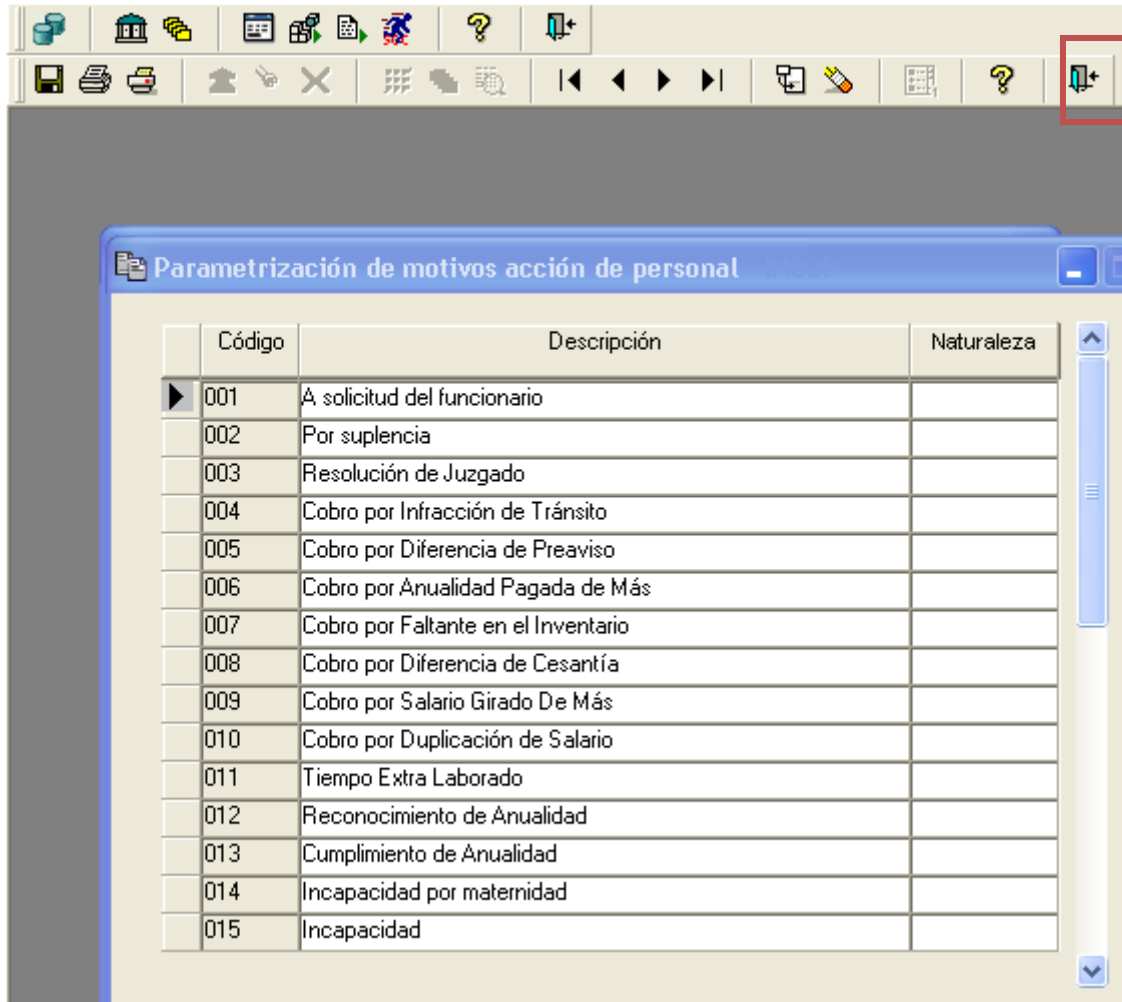 Parametrización de motivos acción de personal
Código Descripción Naturaleza
001 A solicitud del funcionario
002 Por suplencia
003 Resolución de Juzgado
004 Cobro por Infracción de Tránsito
005 Cobro por Diferencia de Preaviso
006 Cobro por Anualidad Pagada de Más
007 Cobro por Faltante en el Inventario
008 Cobro por Diferencia de Cesantía
009 Cobro por Salario Girado De Más
010 Cobro por Duplicación de Salario
011 Tiempo Extra Laborado
012 Reconocimiento de Anualidad
013 Cumplimiento de Anualidad
014 Incapacidad por maternidad
015 Incapacidad